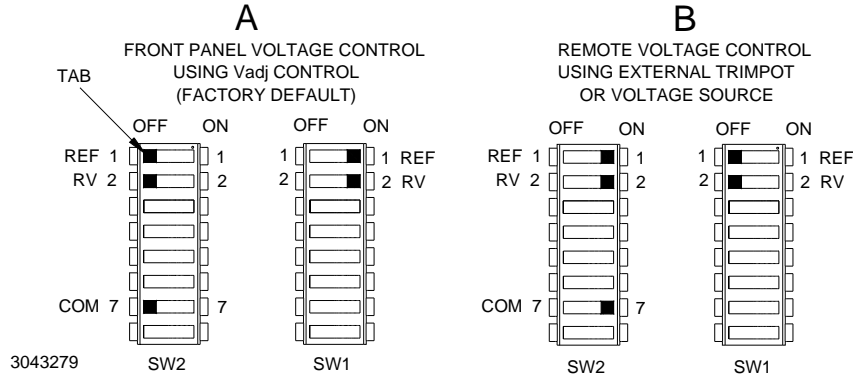 A
FRONT PANEL VOLTAGE CONTROL
USING Vadj CONTROL
(FACTORY DEFAULT)
TAB
OFF ON OFF ON
REF 1 1 1 1 REF
RV 2 2 2 2 RV
COM 7 7
SW2 SW1
B
REMOTE VOLTAGE CONTROL
USING EXTERNAL TRIMPOT
OR VOLTAGE SOURCE
OFF ON OFF ON
REF 1 1 1 1 REF
RV 2 2 2 2 RV
COM 7 7
SW2 SW1
3043279